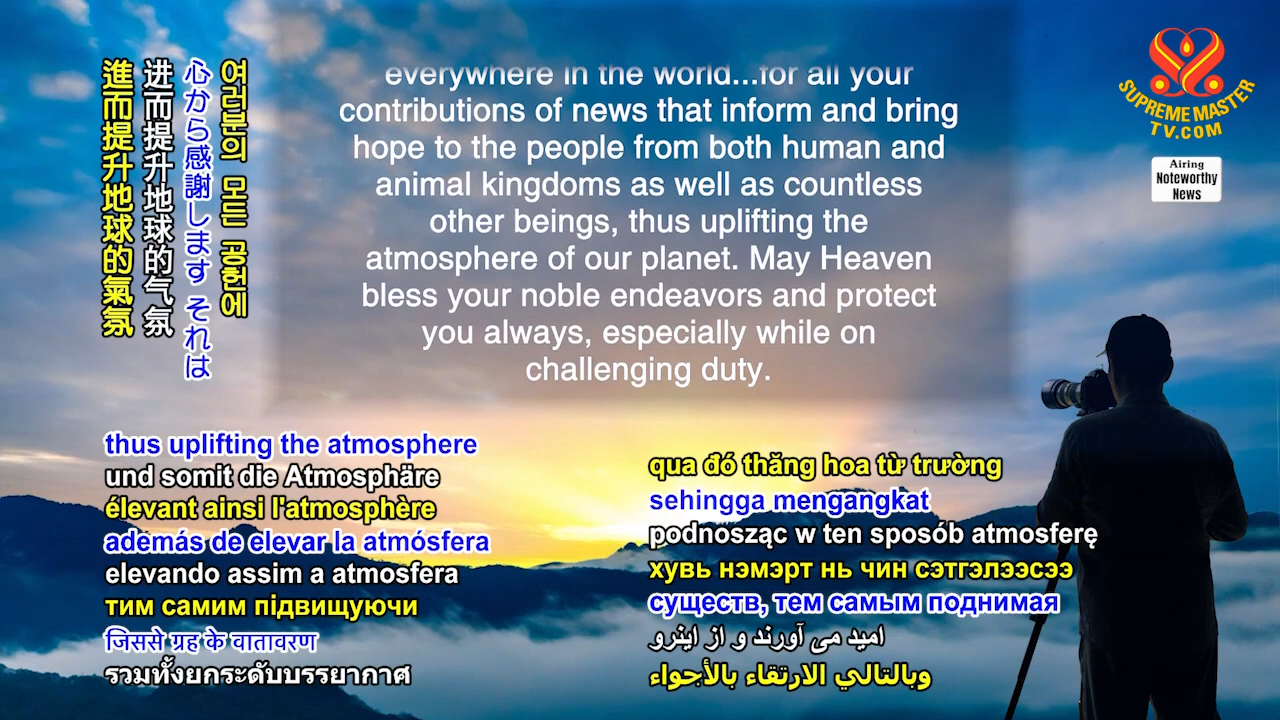 everywhere in the world...for all your
contributions of news that inform and bring
hope to the people from both human and
animal kingdoms as well as countless
other beings, thus uplifting the
atmosphere of our planet. May Heaven
bless your noble endeavors and protect
you always, especially while on
challenging duty.
SUPREME MASTER
TV.COM
Airing
Noteworthy
News
여러분의 모든 공헌에
心から感謝します それは
进而提升地球的气氛
進而提升地球的氣氛
thus uplifting the atmosphere
und somit die Atmosphäre
élevant ainsi l'atmosphère
además de elevar la atmósfera
elevando assim a atmosfera
тим самим підвищуючи
जिससे ग्रह के वातावरण
รวมทั้งยกระดับบรรยากาศ
qua đó thăng hoa từ trường
sehingga mengangkat
podnosząc w ten sposób atmosferę
хувь нэмэрт нь чин сэтгэлээсээ
существ, тем самым поднимая
امید می آورند و از اینرو
وبالتالي الارتقاء بالأجواء